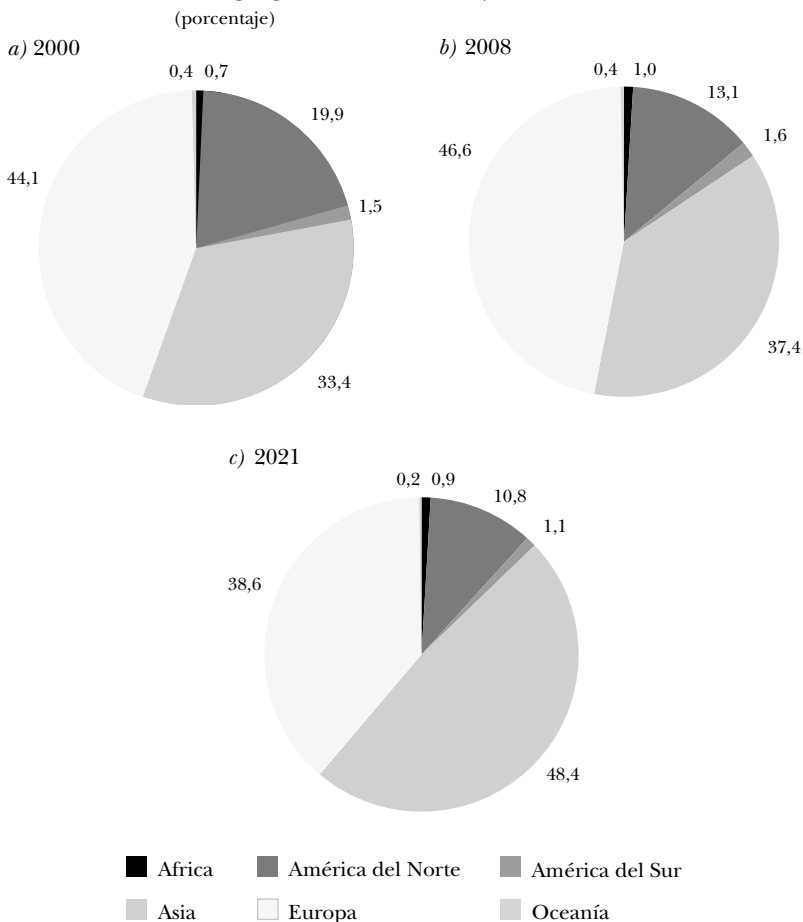 (porcentaje)
a) 2000
0,4
0,7
19,9
1,5
33,4
44,1
b) 2008
0,4
1,0
13,1
1,6
37,4
46,6
c) 2021
0,2
0,9
10,8
1,1
48,4
38,6
Africa
América del Norte
América del Sur
Asia
Europa
Oceanía